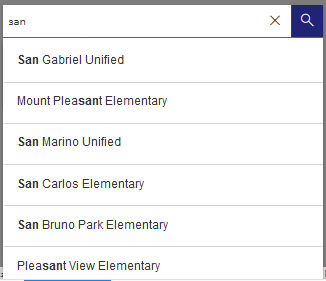 san
San Gabriel Unified
Mount Pleasant Elementary
San Marino Unified
San Carlos Elementary
San Bruno Park Elementary
Pleasant View Elementary